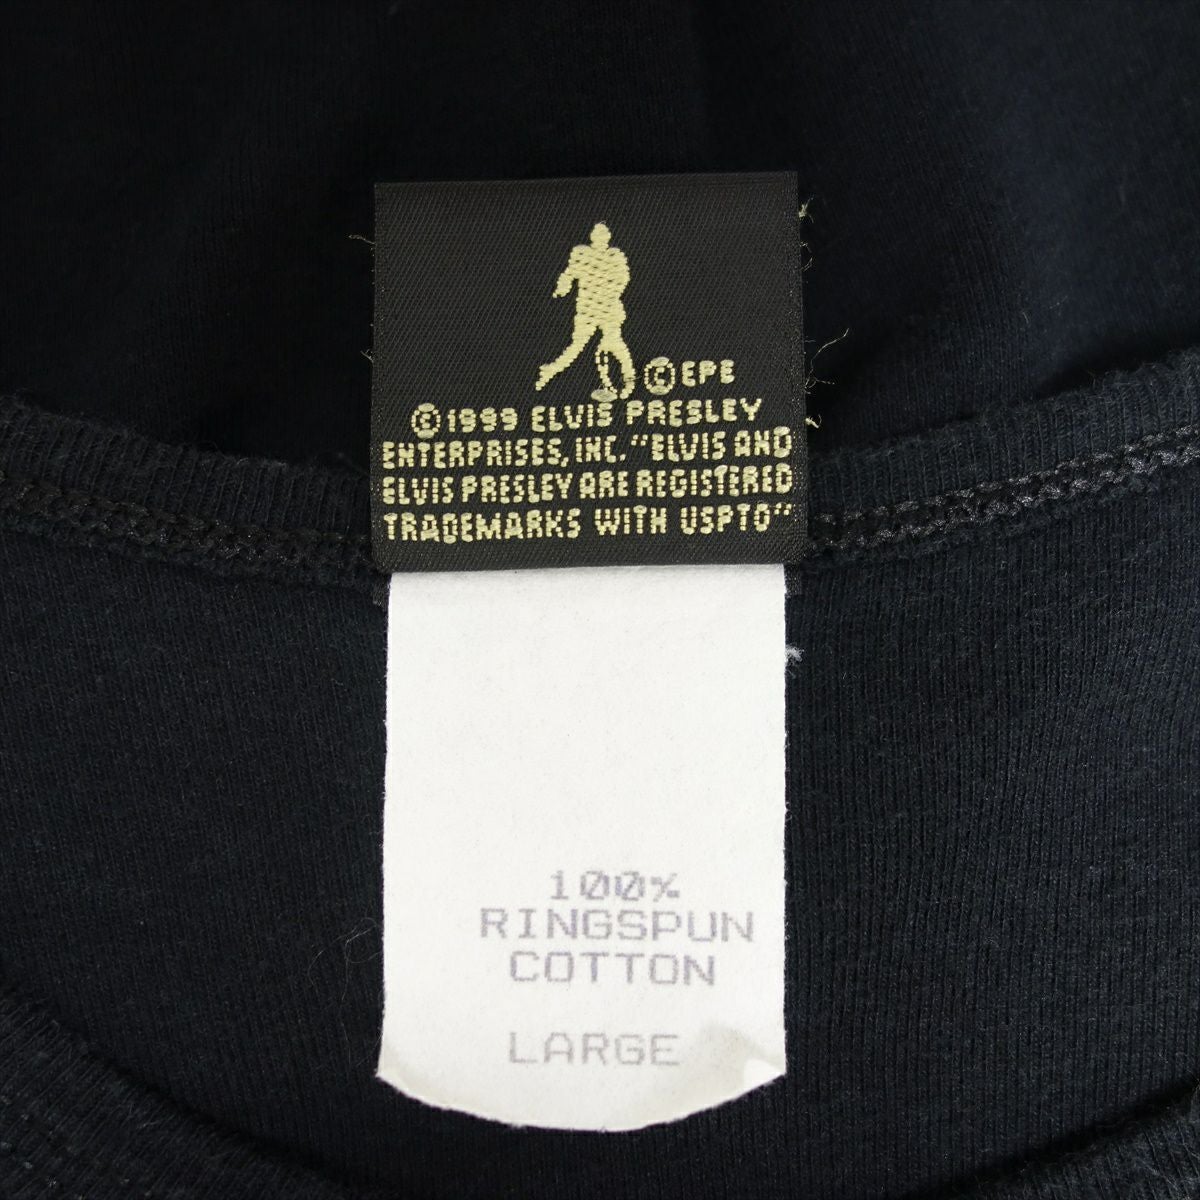 © EPE
© 1999 ELVIS PRESLEY
ENTERPRISES, INC. "ELVIS AND
ELVIS PRESLEY ARE REGISTERED
TRADEMARKS WITH USPTO"
100%
RINGSPUN
COTTON
LARGE